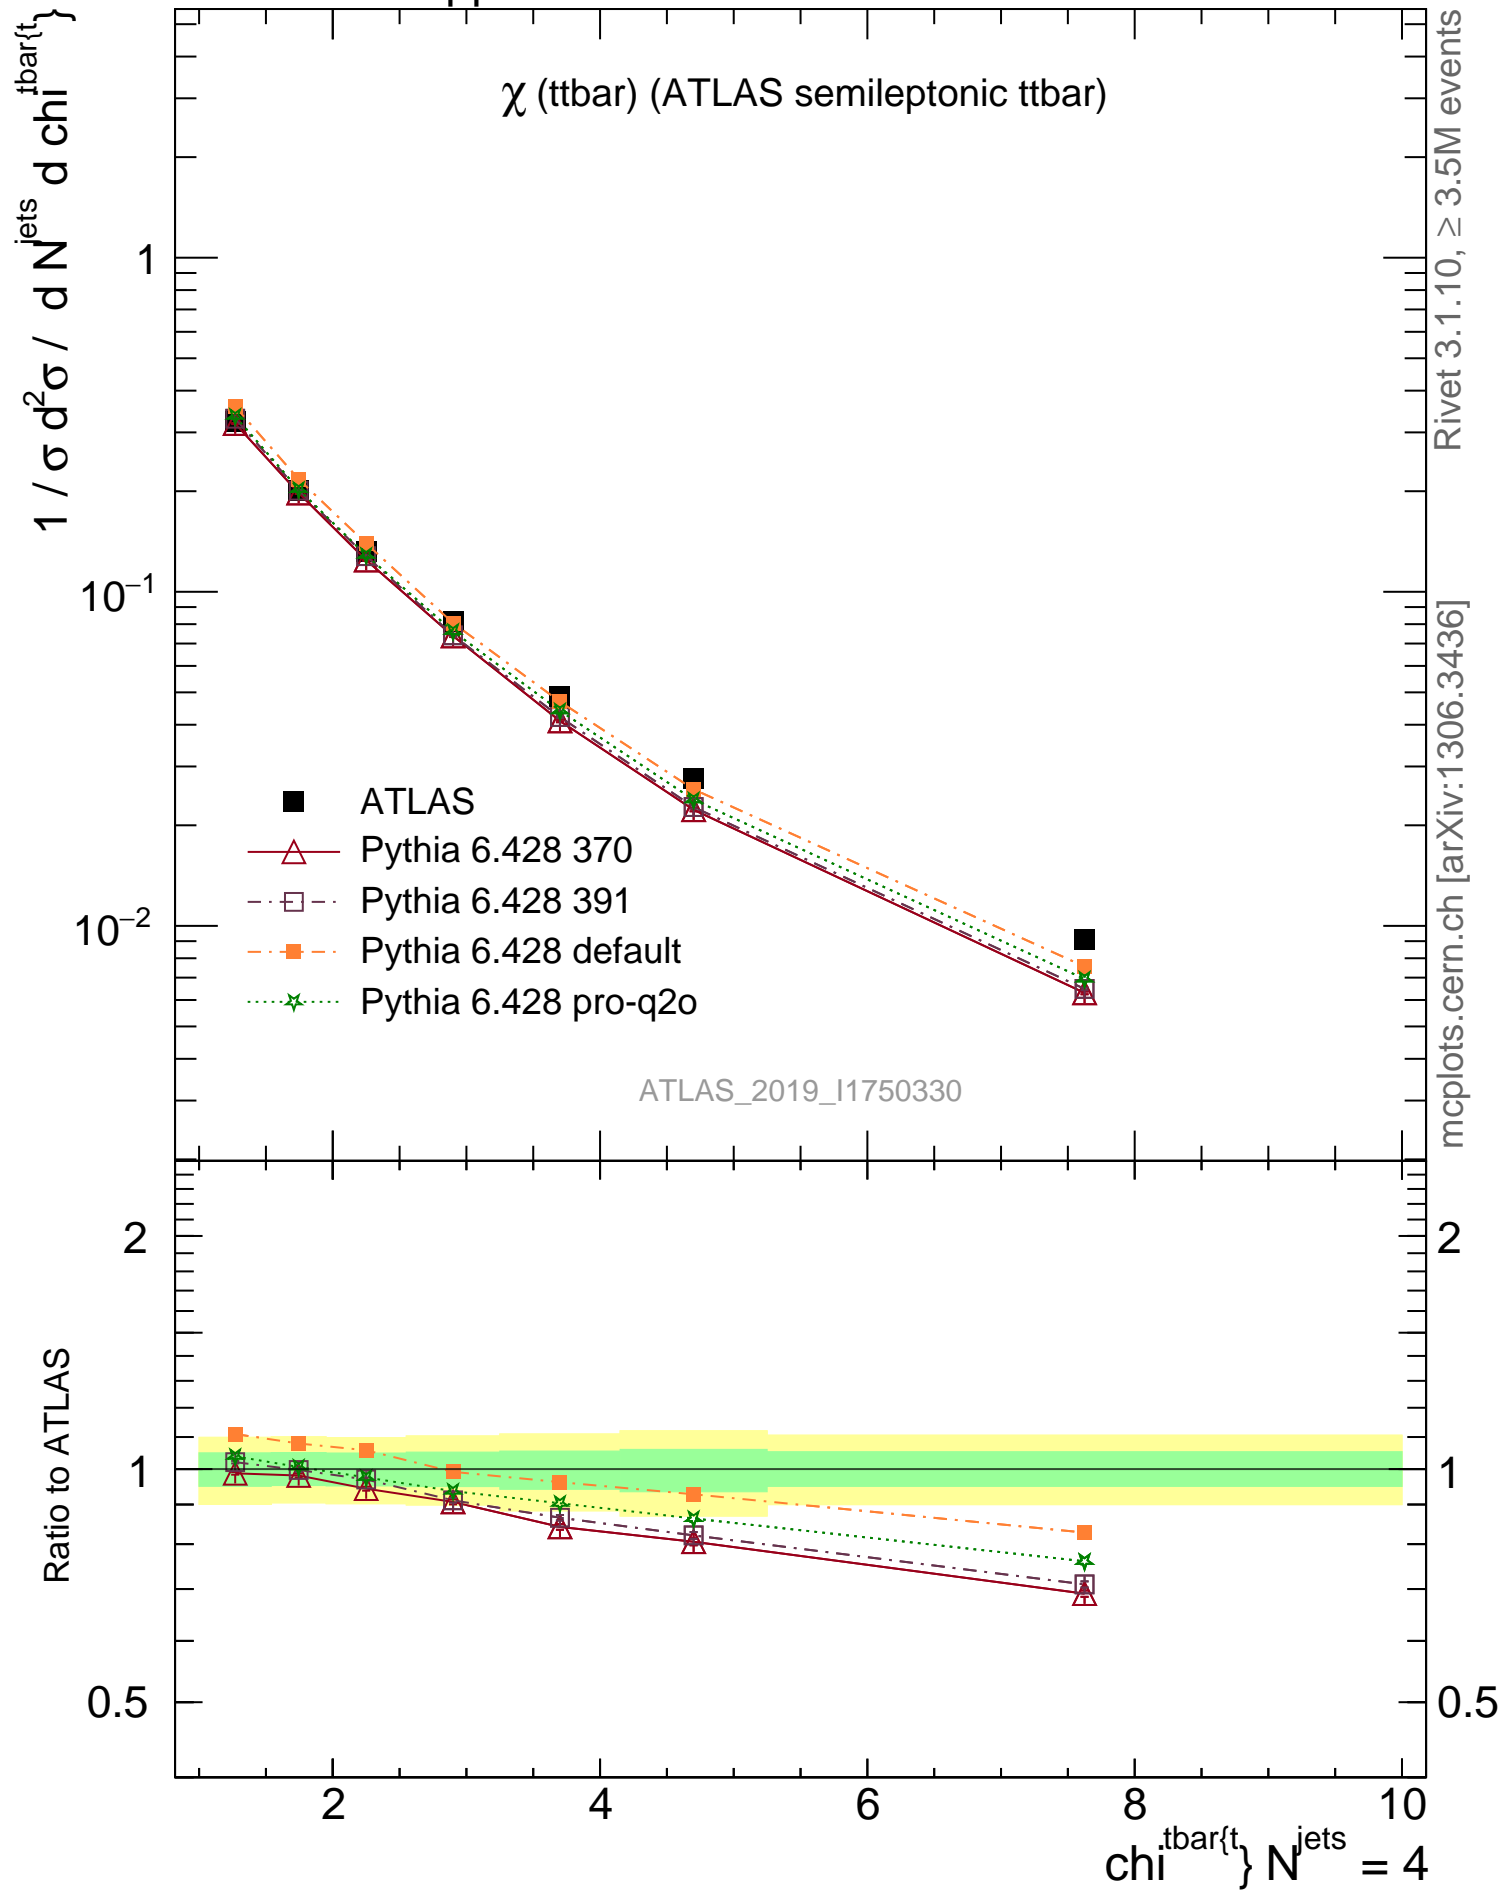 χ (ttbar) (ATLAS semileptonic ttbar)
1 / σ d²σ / d N^jets d chi^tbar{t}
1
10⁻¹
10⁻²
ATLAS
Pythia 6.428 370
Pythia 6.428 391
Pythia 6.428 default
Pythia 6.428 pro-q2o
ATLAS_2019_I1750330
Rivet 3.1.10, ≥ 3.5M events
mcplots.cern.ch [arXiv:1306.3436]
Ratio to ATLAS
2
1
0.5
2
1
0.5
2 4 6 8 10
chi^tbar{t} N^jets = 4